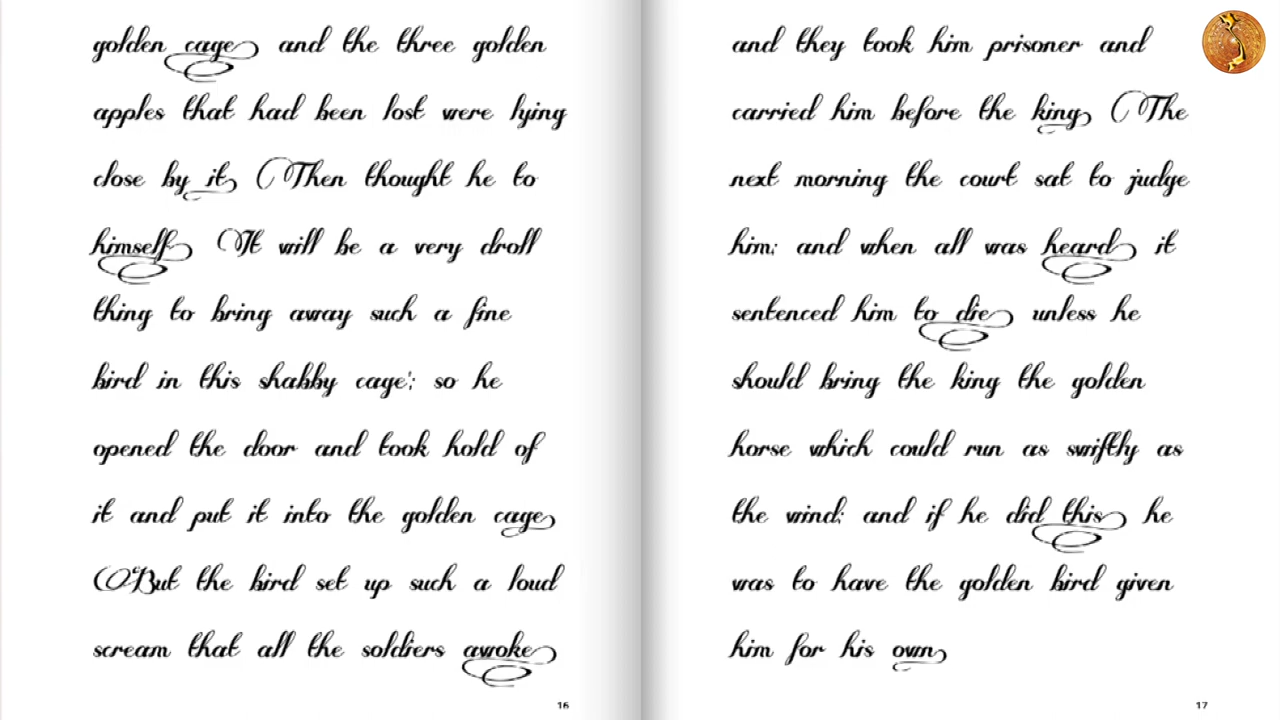 golden cage and the three golden
apples that had been lost were lying
close by it Then thought he to
himself It will be a very droll
thing to bring away such a fine
bird in this shabby cage'; so he
opened the door and took hold of
it and put it into the golden cage
But the bird set up such a loud
scream that all the soldiers awoke
16
and they took him prisoner and
carried him before the king The
next morning the court sat to judge
him; and when all was heard it
sentenced him to die unless he
should bring the king the golden
horse which could run as swiftly as
the wind; and if he did this he
was to have the golden bird given
him for his own
17